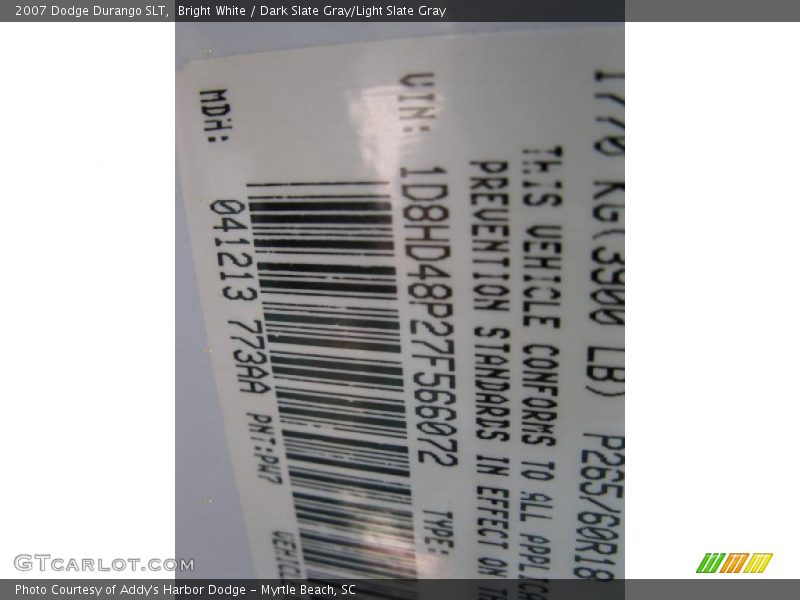 2007 Dodge Durango SLT, Bright White / Dark Slate Gray/Light Slate Gray
1770 KG(3900 LB) P265/60R18
THIS VEHICLE CONFORMS TO ALL
PREVENTION STANDARDS IN EFFECT ON
VIN: 1D8HD48P27F566072 TYPE:
MDH: 041213 773AA PNT:PW7
GTCARLOT.COM
Photo Courtesy of Addy's Harbor Dodge - Myrtle Beach, SC